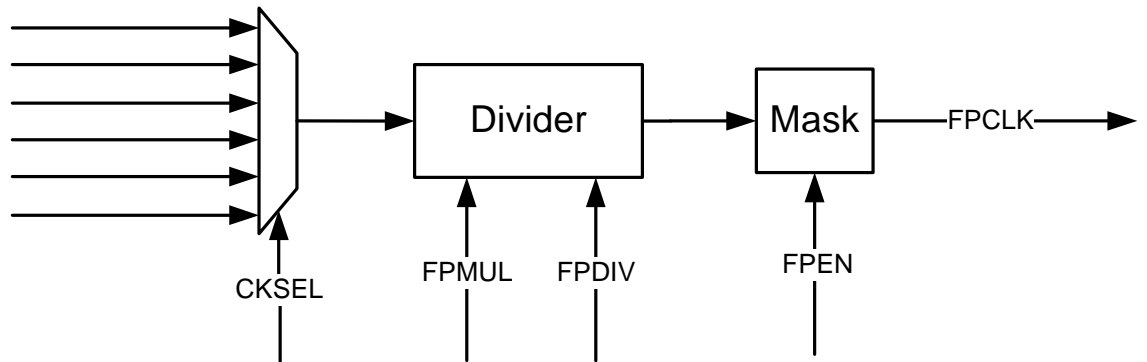 Divider
Mask
FPCLK
CKSEL
FPMUL
FPDIV
FPEN